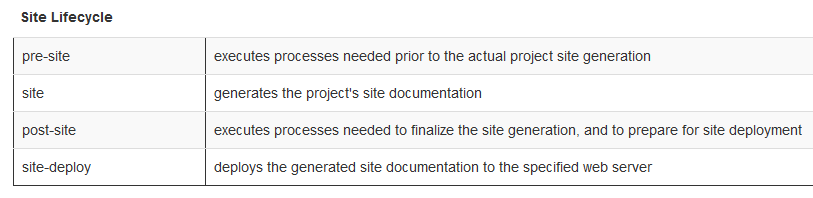 Site Lifecycle
pre-site executes processes needed prior to the actual project site generation
site generates the project's site documentation
post-site executes processes needed to finalize the site generation, and to prepare for site deployment
site-deploy deploys the generated site documentation to the specified web server